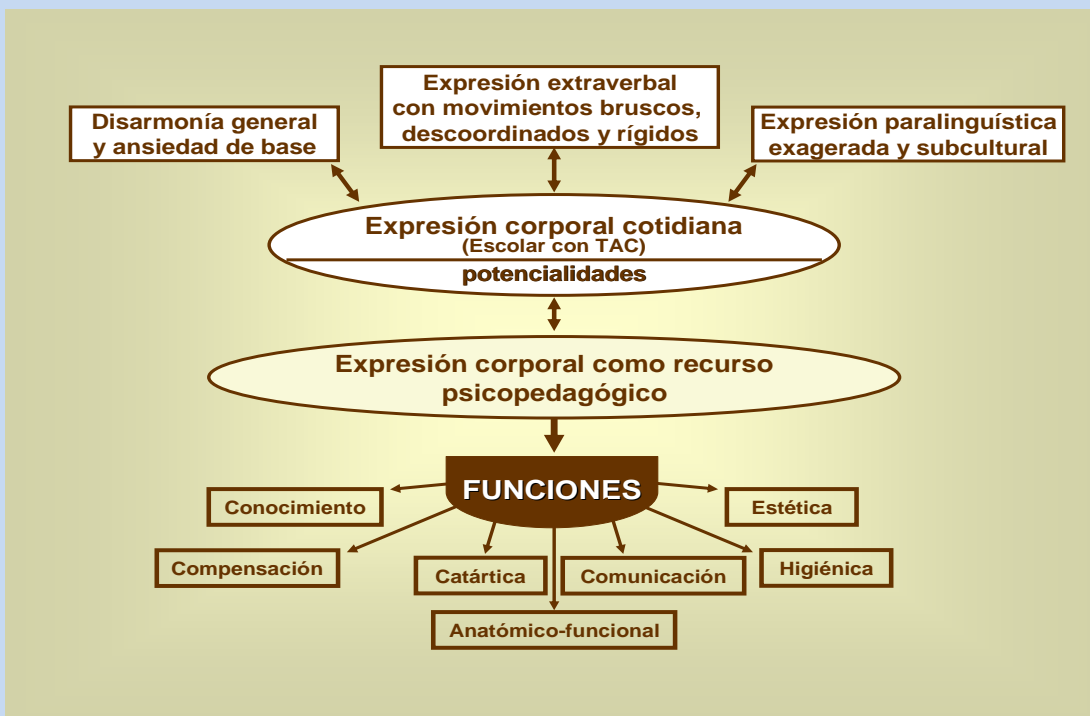 Expresión extraverbal
con movimientos bruscos,
descoordinados y rígidos
Disarmonía general
y ansiedad de base
Expresión paralinguística
exagerada y subcultural
Expresión corporal cotidiana
(Escolar con TAC)
potencialidades
Expresión corporal como recurso
psicopedagógico
FUNCIONES
Conocimiento
Estética
Compensación
Catártica
Comunicación
Higiénica
Anatómico-funcional